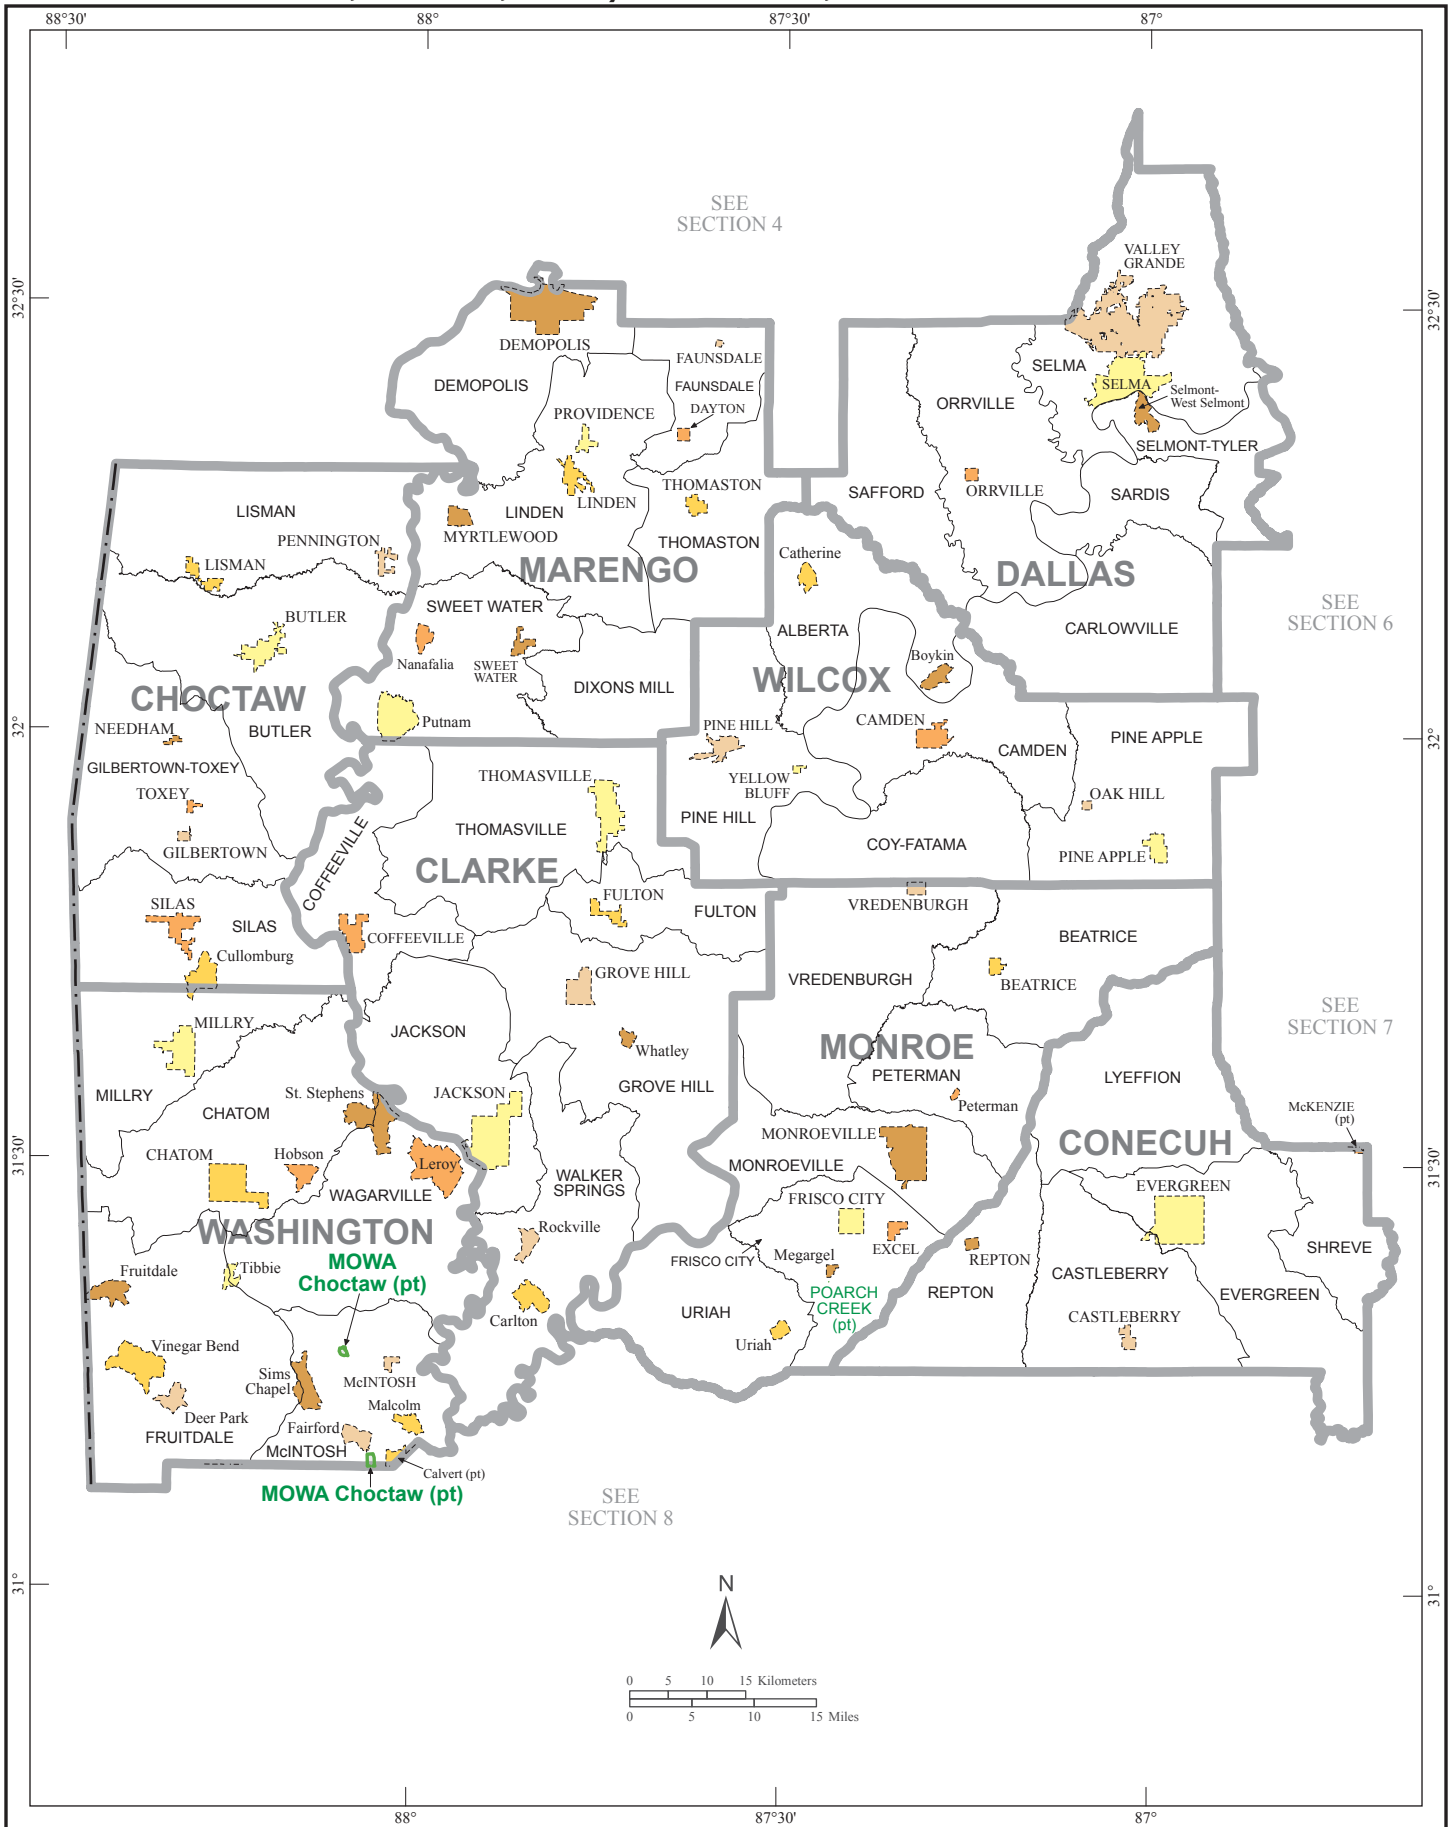 88°30'
88°
87°30'
87°
SEE
SECTION 4
VALLEY
GRANDE
32°30'
32°30'
DEMOPOLIS
FAUNSDALE
DEMOPOLIS
FAUNSDALE
SELMA
SELMA
Selmont-
West Selmont
DAYTON
PROVIDENCE
ORRVILLE
SELMONT-TYLER
LINDEN
THOMASTON
SAFFORD
ORRVILLE
SARDIS
LISMAN
LINDEN
MYRTLEWOOD
PENNINGTON
THOMASTON
Catherine
LISMAN
MARENGO
DALLAS
SEE
SECTION 6
SWEET WATER
BUTLER
ALBERTA
CARLOWVILLE
Nanafalia
SWEET
WATER
Boykin
WILCOX
DIXONS MILL
CHOCTAW
NEEDHAM
BUTLER
Putnam
PINE HILL
CAMDEN
CAMDEN
PINE APPLE
32°
32°
GILBERTOWN-TOXEY
THOMASVILLE
YELLOW
BLUFF
TOXEY
OAK HILL
PINE HILL
THOMASVILLE
COY-FATAMA
GILBERTOWN
PINE APPLE
COFFEEVILLE
CLARKE
SILAS
FULTON
FULTON
VREDENBURGH
SILAS
COFFEEVILLE
BEATRICE
Cullomburg
GROVE HILL
VREDENBURGH
BEATRICE
MILLRY
JACKSON
SEE
SECTION 7
Whatley
MONROE
PETERMAN
LYEFFION
MILLRY
St. Stephens
JACKSON
GROVE HILL
Peterman
McKENZIE
(pt)
CHATOM
MONROEVILLE
CONECUH
31°30'
31°30'
CHATOM
Hobson
Leroy
MONROEVILLE
WALKER
SPRINGS
WAGARVILLE
FRISCO CITY
EVERGREEN
WASHINGTON
Rockville
EXCEL
SHREVE
MOWA
Choctaw (pt)
Tibbie
Fruitdale
FRISCO CITY
Megargel
REPTON
CASTLEBERRY
POARCH
CREEK
(pt)
REPTON
EVERGREEN
Carlton
URIAH
CASTLEBERRY
Uriah
Vinegar Bend
Sims
Chapel
McINTOSH
Malcolm
Deer Park
Fairford
FRUITDALE
McINTOSH
Calvert (pt)
MOWA Choctaw (pt)
SEE
SECTION 8
31°
31°
N
0 5 10 15 Kilometers
0 5 10 15 Miles
88°
87°30'
87°